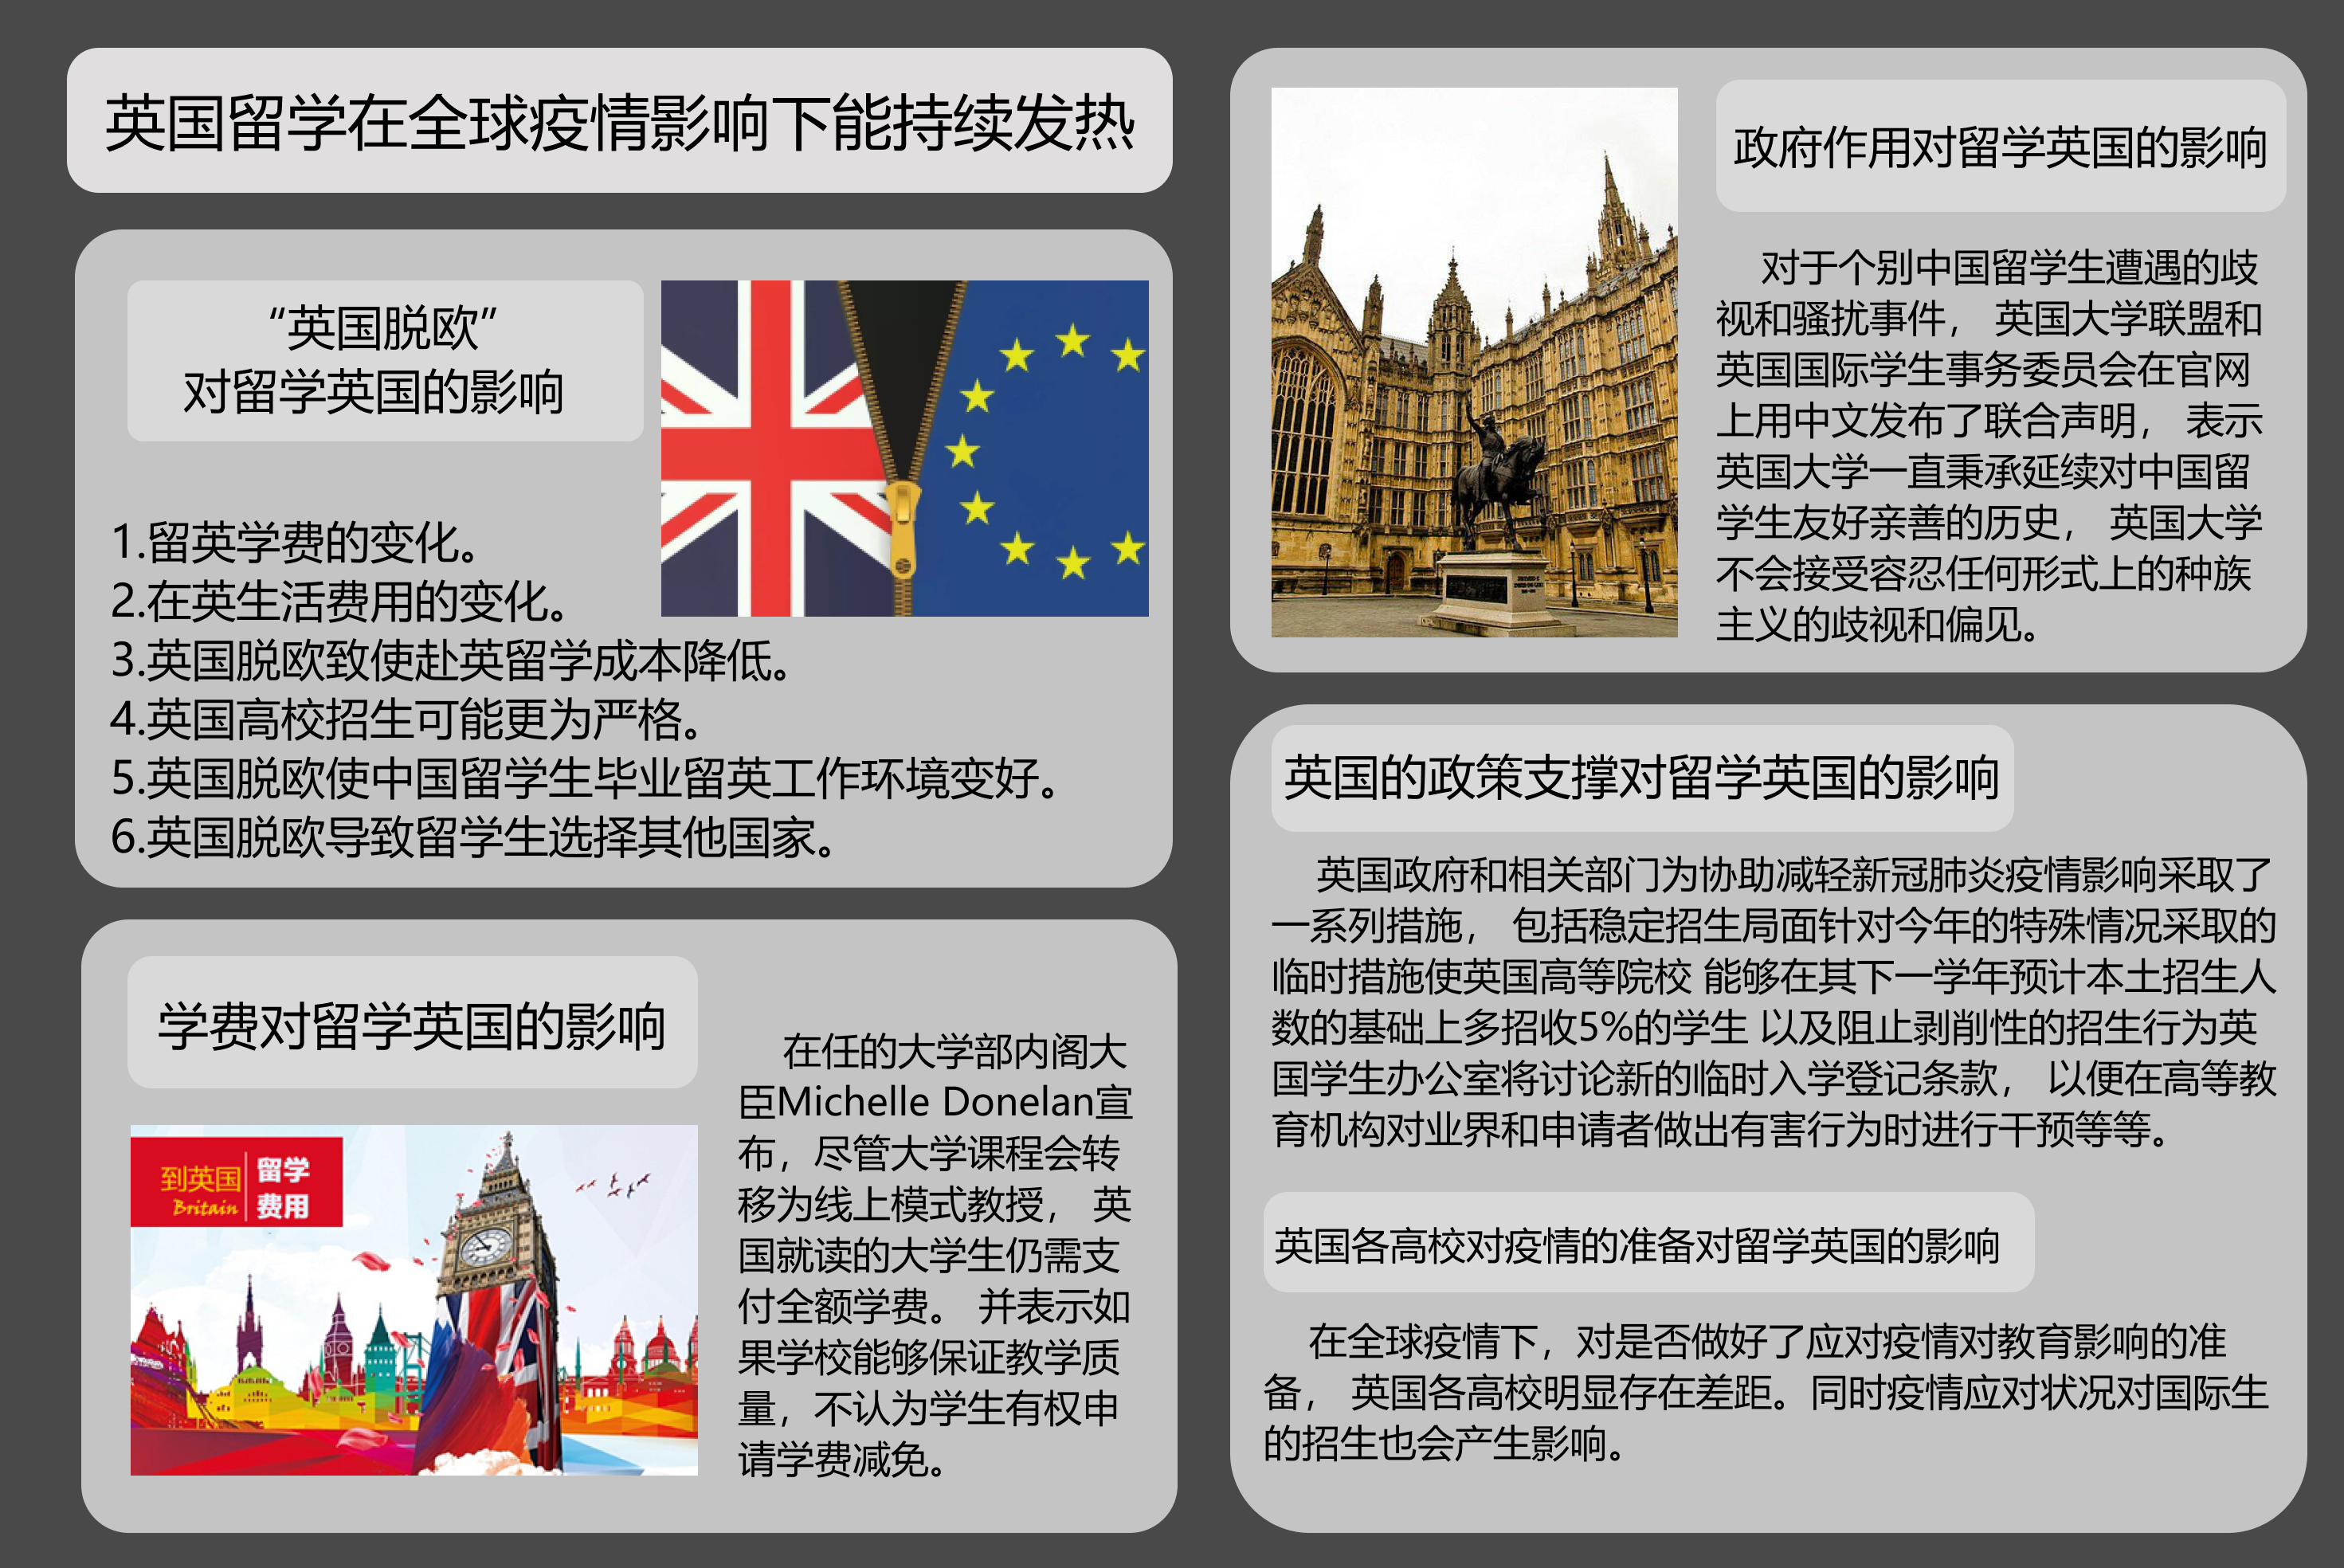 英国留学在全球疫情影响下能持续发热
“英国脱欧”
对留学英国的影响
1.留英学费的变化。
2.在英生活费用的变化。
3.英国脱欧致使赴英留学成本降低。
4.英国高校招生可能更为严格。
5.英国脱欧使中国留学生毕业留英工作环境变好。
6.英国脱欧导致留学生选择其他国家。
学费对留学英国的影响
到英国
Britain
留学
费用
在任的大学部内阁大
臣Michelle Donelan宣
布，尽管大学课程会转
移为线上模式教授， 英
国就读的大学生仍需支
付全额学费。 并表示如
果学校能够保证教学质
量，不认为学生有权申
请学费减免。
政府作用对留学英国的影响
对于个别中国留学生遭遇的歧
视和骚扰事件， 英国大学联盟和
英国国际学生事务委员会在官网
上用中文发布了联合声明， 表示
英国大学一直秉承延续对中国留
学生友好亲善的历史， 英国大学
不会接受容忍任何形式上的种族
主义的歧视和偏见。
英国的政策支撑对留学英国的影响
英国政府和相关部门为协助减轻新冠肺炎疫情影响采取了
一系列措施， 包括稳定招生局面针对今年的特殊情况采取的
临时措施使英国高等院校 能够在其下一学年预计本土招生人
数的基础上多招收5%的学生 以及阻止剥削性的招生行为英
国学生办公室将讨论新的临时入学登记条款， 以便在高等教
育机构对业界和申请者做出有害行为时进行干预等等。
英国各高校对疫情的准备对留学英国的影响
在全球疫情下，对是否做好了应对疫情对教育影响的准
备， 英国各高校明显存在差距。同时疫情应对状况对国际生
的招生也会产生影响。